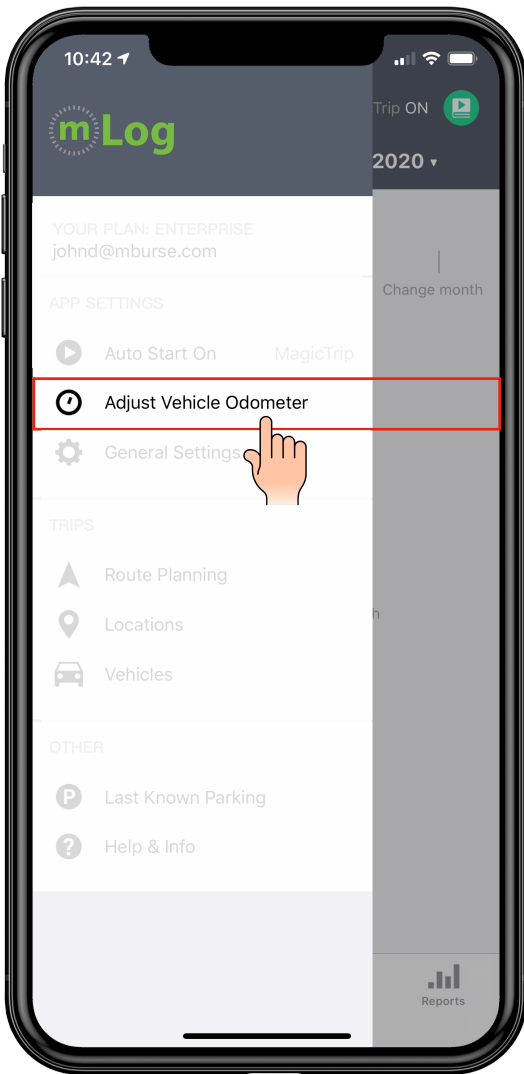 10:42
mLog
Trip ON
2020
YOUR PLAN: ENTERPRISE
johnd@mburse.com
Change month
APP SETTINGS
Auto Start On MagicTrip
Adjust Vehicle Odometer
General Settings
TRIPS
Route Planning
Locations
h
Vehicles
OTHER
P
Last Known Parking
?
Help & Info
Reports